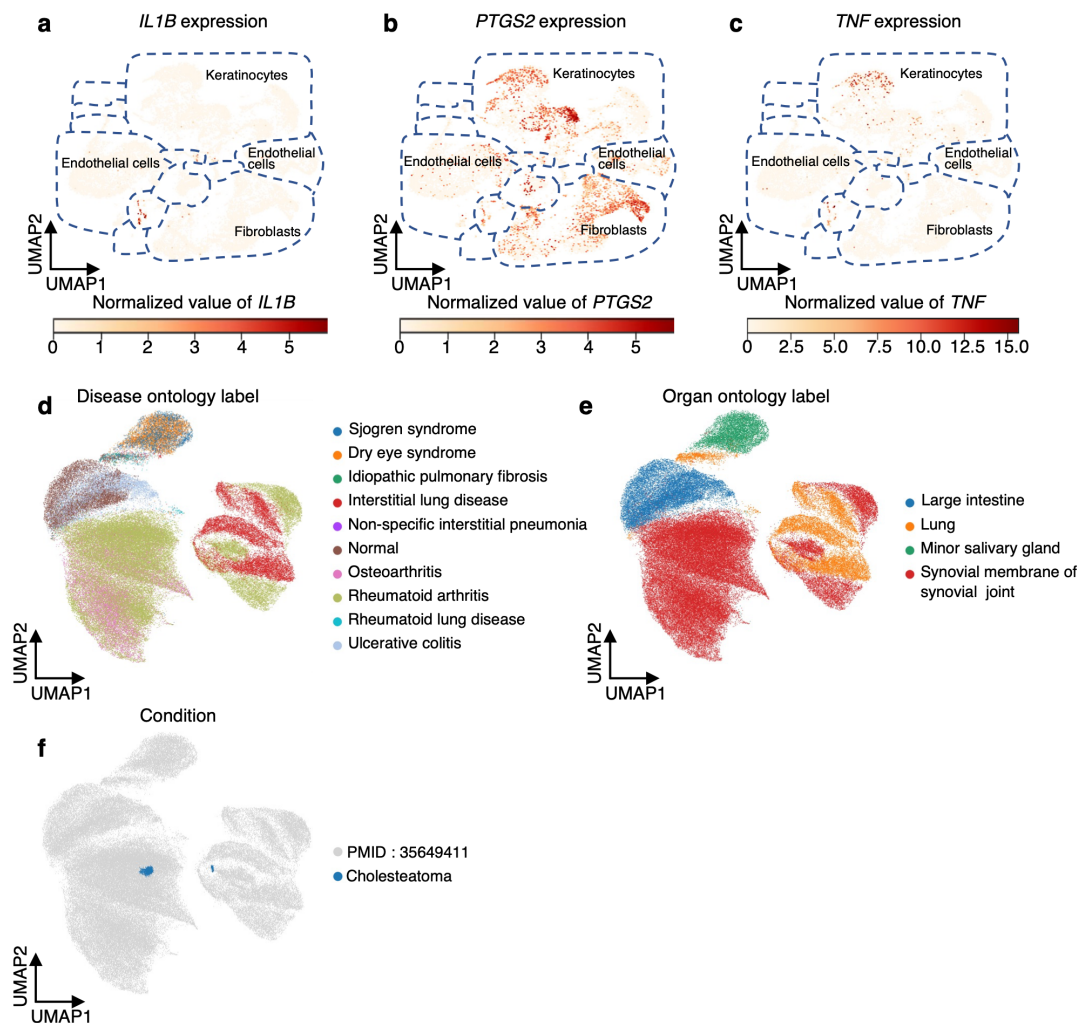 a
IL1B expression
Keratinocytes
Endothelial cells
Endothelial
cells
Fibroblasts
UMAP2
UMAP1
Normalized value of IL1B
0 1 2 3 4 5
b
PTGS2 expression
Keratinocytes
Endothelial cells
Endothelial
cells
Fibroblasts
UMAP2
UMAP1
Normalized value of PTGS2
0 1 2 3 4 5
c
TNF expression
Keratinocytes
Endothelial cells
Endothelial
cells
Fibroblasts
UMAP2
UMAP1
Normalized value of TNF
0 2.5 5.0 7.5 10.0 12.5 15.0
d
Disease ontology label
Sjogren syndrome
Dry eye syndrome
Idiopathic pulmonary fibrosis
Interstitial lung disease
Non-specific interstitial pneumonia
Normal
Osteoarthritis
Rheumatoid arthritis
Rheumatoid lung disease
Ulcerative colitis
UMAP2
UMAP1
e
Organ ontology label
Large intestine
Lung
Minor salivary gland
Synovial membrane of
synovial joint
UMAP2
UMAP1
f
Condition
PMID : 35649411
Cholesteatoma
UMAP2
UMAP1